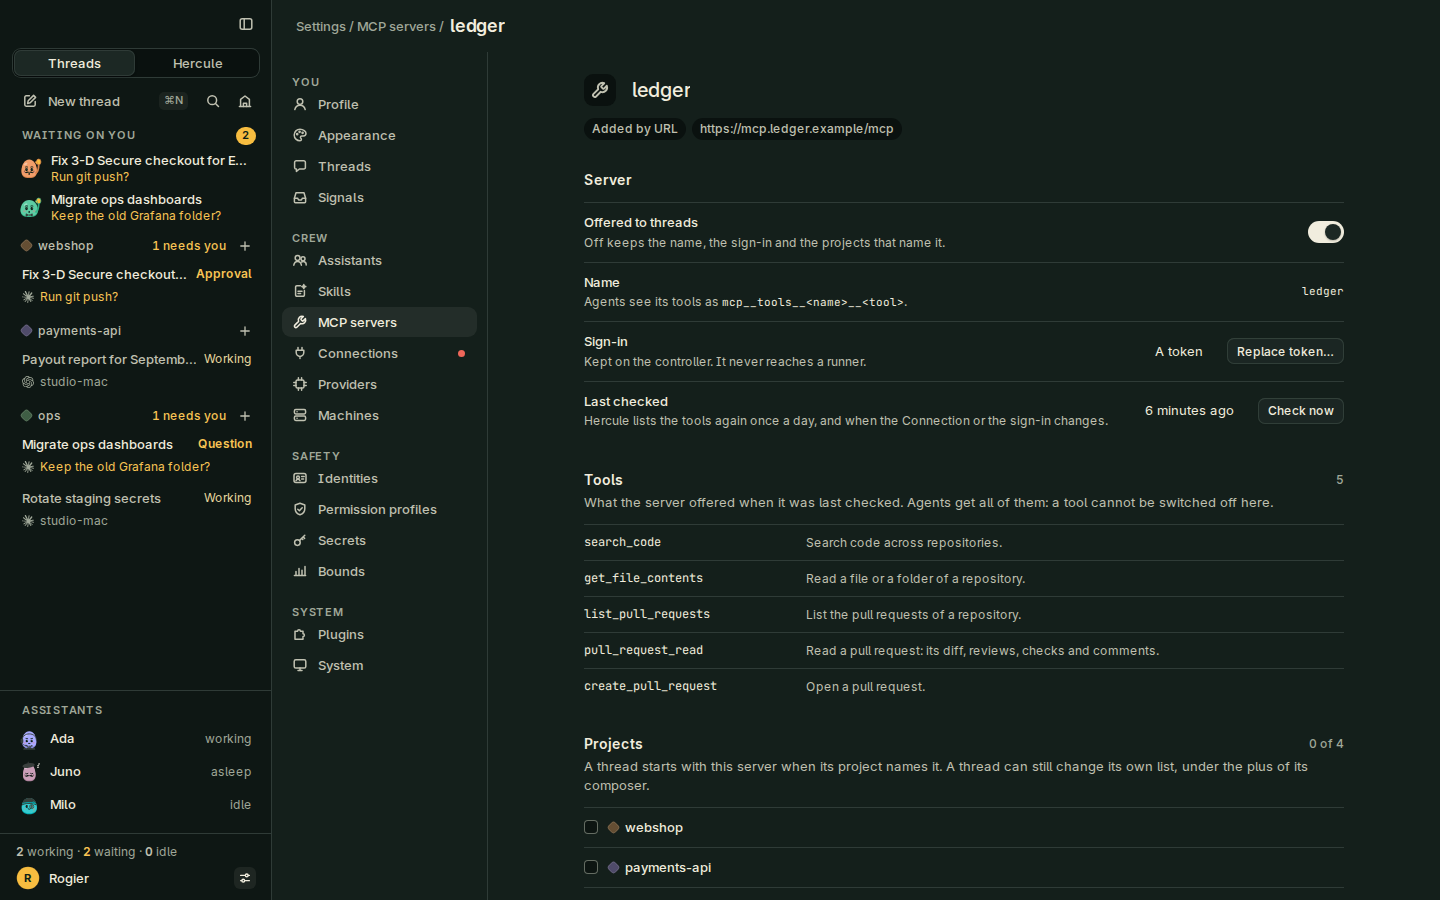 Threads
Hercule
New thread
⌘N
WAITING ON YOU
2
Fix 3-D Secure checkout for E...
Run git push?
Migrate ops dashboards
Keep the old Grafana folder?
webshop
1 needs you
Fix 3-D Secure checkout...
Approval
Run git push?
payments-api
Payout report for Septemb...
Working
studio-mac
ops
1 needs you
Migrate ops dashboards
Question
Keep the old Grafana folder?
Rotate staging secrets
Working
studio-mac
ASSISTANTS
Ada
working
Juno
asleep
Milo
idle
2 working · 2 waiting · 0 idle
R
Rogier
Settings / MCP servers / ledger
YOU
Profile
Appearance
Threads
Signals
CREW
Assistants
Skills
MCP servers
Connections
Providers
Machines
SAFETY
Identities
Permission profiles
Secrets
Bounds
SYSTEM
Plugins
System
ledger
Added by URL
https://mcp.ledger.example/mcp
Server
Offered to threads
Off keeps the name, the sign-in and the projects that name it.
Name
Agents see its tools as mcp__tools__<name>__<tool>.
ledger
Sign-in
Kept on the controller. It never reaches a runner.
A token
Replace token...
Last checked
Hercule lists the tools again once a day, and when the Connection or the sign-in changes.
6 minutes ago
Check now
Tools
5
What the server offered when it was last checked. Agents get all of them: a tool cannot be switched off here.
search_code
Search code across repositories.
get_file_contents
Read a file or a folder of a repository.
list_pull_requests
List the pull requests of a repository.
pull_request_read
Read a pull request: its diff, reviews, checks and comments.
create_pull_request
Open a pull request.
Projects
0 of 4
A thread starts with this server when its project names it. A thread can still change its own list, under the plus of its
composer.
webshop
payments-api